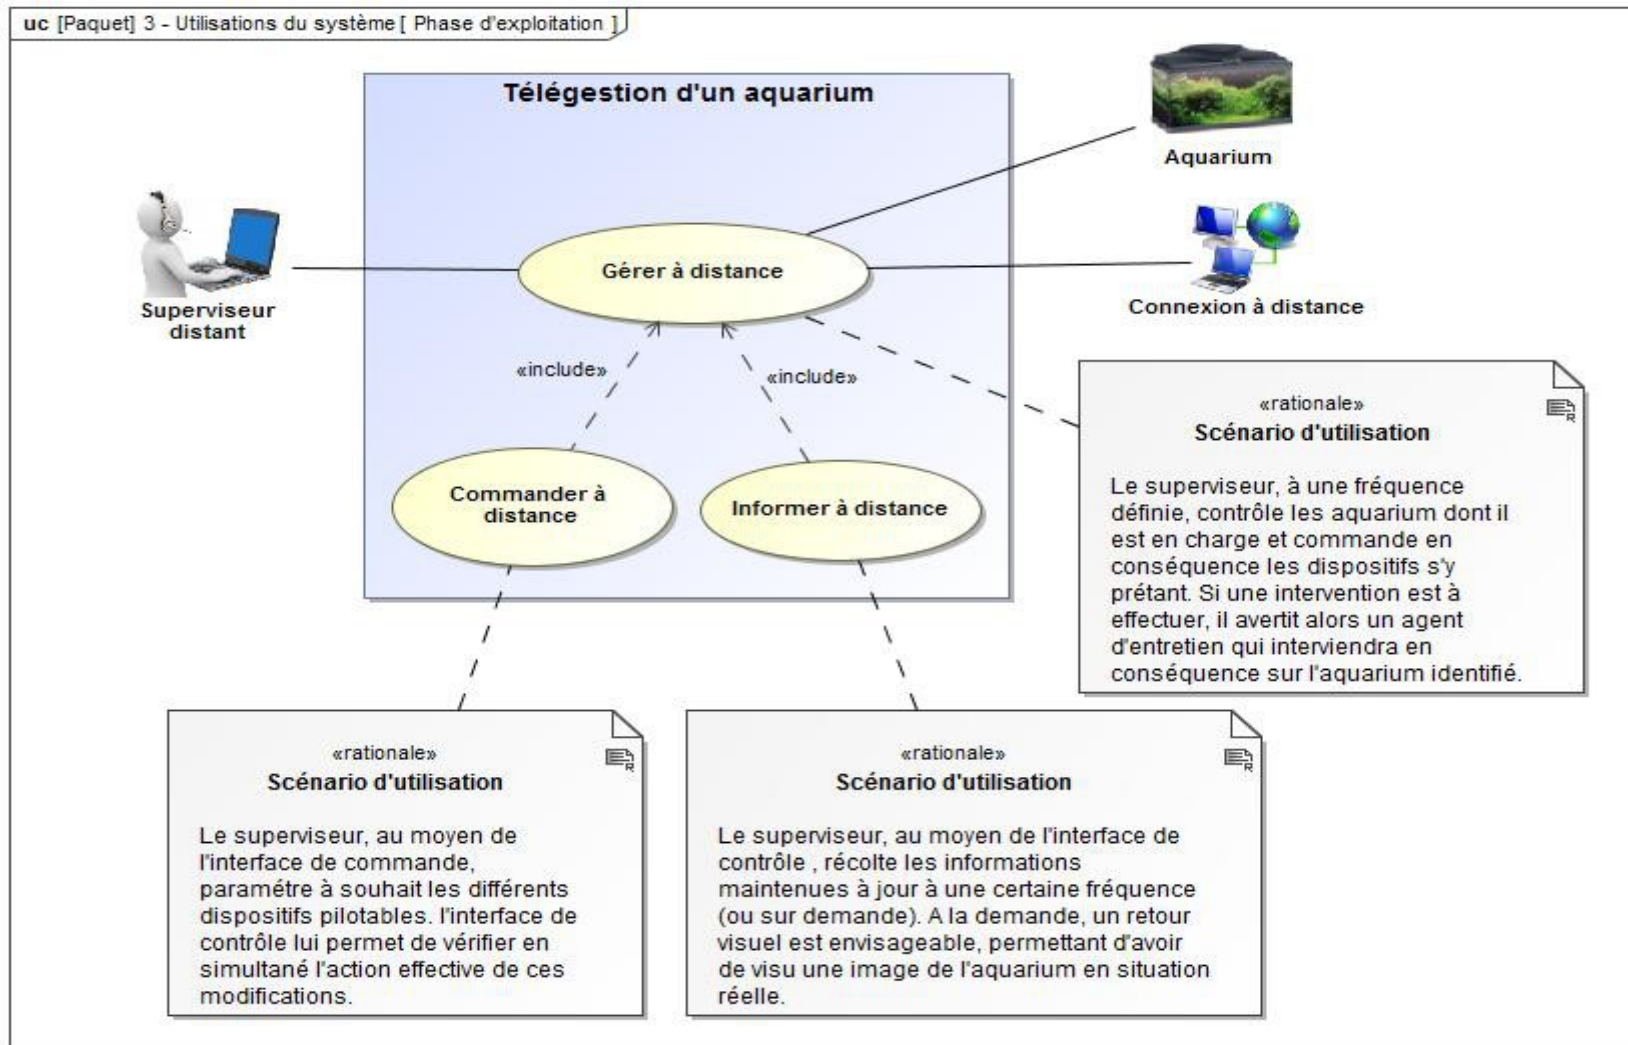 uc [Paquet] 3 - Utilisations du système [ Phase d'exploitation ]
Télégestion d'un aquarium
Aquarium
Gérer à distance
Superviseur
distant
Connexion à distance
«include»
«include»
Commander à
distance
Informer à distance
«rationale»
Scénario d'utilisation
Le superviseur, à une fréquence
définie, contrôle les aquarium dont il
est en charge et commande en
conséquence les dispositifs s'y
prétant. Si une intervention est à
effectuer, il avertit alors un agent
d'entretien qui interviendra en
conséquence sur l'aquarium identifié.
«rationale»
Scénario d'utilisation
Le superviseur, au moyen de
l'interface de commande,
paramétre à souhait les différents
dispositifs pilotables. l'interface de
contrôle lui permet de vérifier en
simultané l'action effective de ces
modifications.
«rationale»
Scénario d'utilisation
Le superviseur, au moyen de l'interface de
contrôle , récolte les informations
maintenues à jour à une certaine fréquence
(ou sur demande). A la demande, un retour
visuel est envisageable, permettant d'avoir
de visu une image de l'aquarium en situation
réelle.